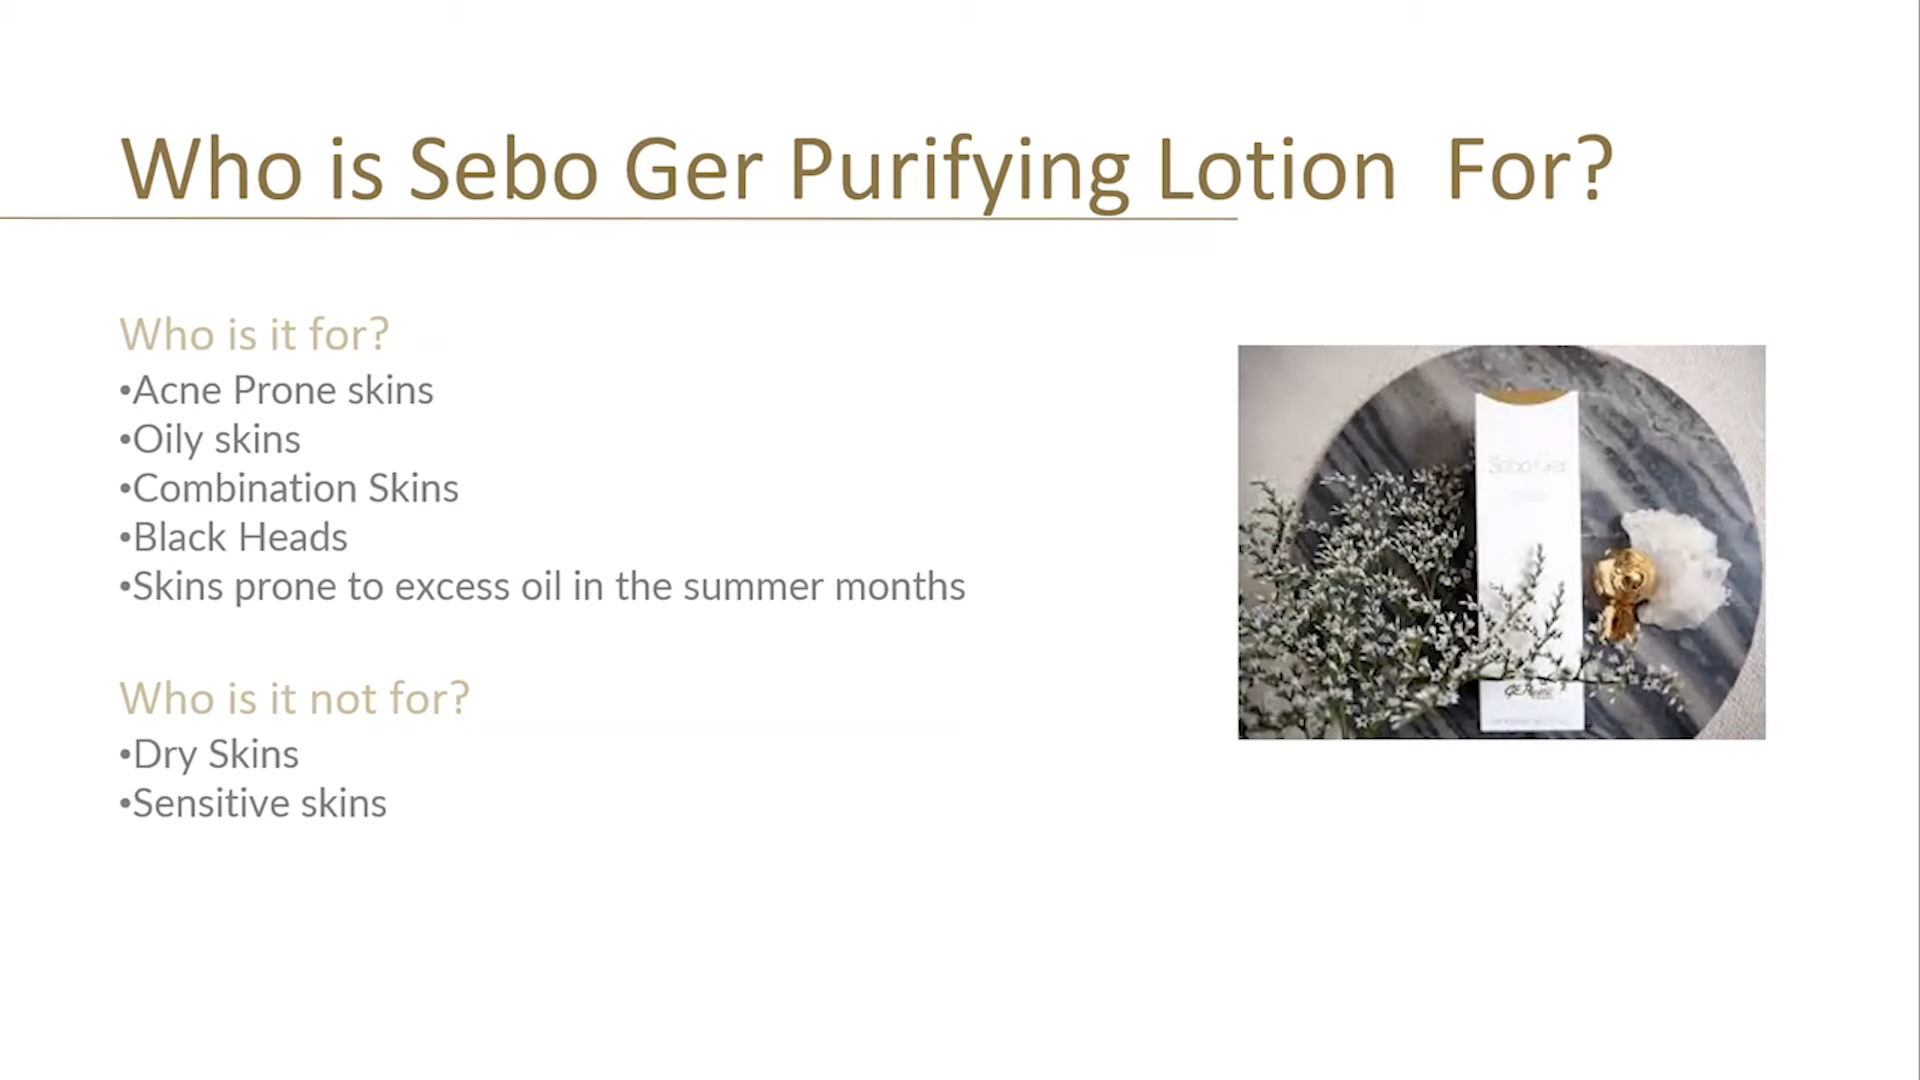 Who is Sebo Ger Purifying Lotion  For?
Who is it for?
•Acne Prone skins
•Oily skins
•Combination Skins
•Black Heads
•Skins prone to excess oil in the summer months
Who is it not for?
•Dry Skins
•Sensitive skins
Sebo Ger